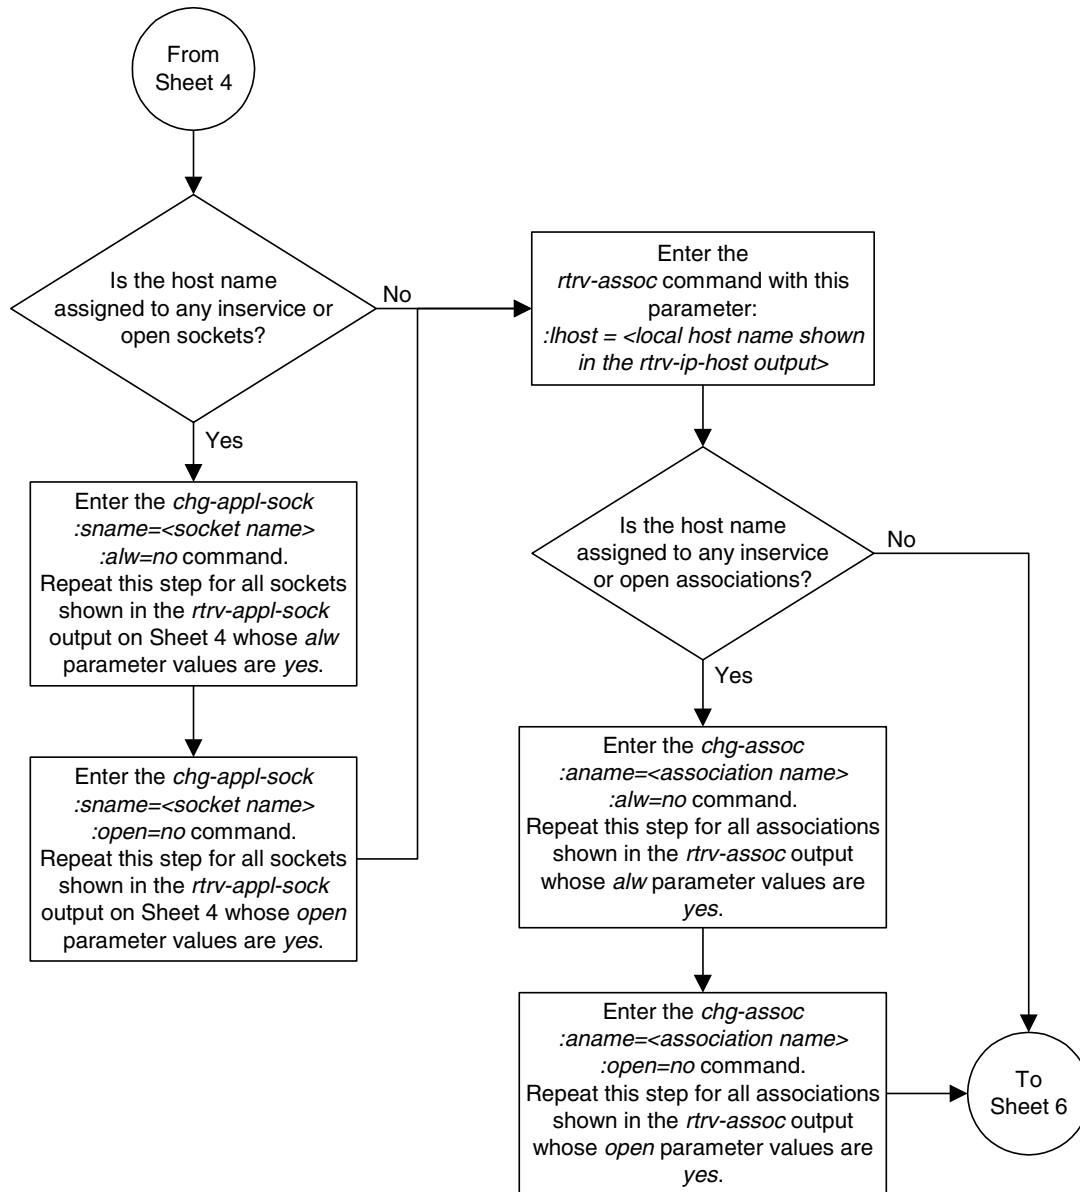 From
Sheet 4
Is the host name
assigned to any inservice or
open sockets?
No
Yes
Enter the chg-appl-sock
:sname=<socket name>
:alw=no command.
Repeat this step for all sockets
shown in the rtrv-appl-sock
output on Sheet 4 whose alw
parameter values are yes.
Enter the chg-appl-sock
:sname=<socket name>
:open=no command.
Repeat this step for all sockets
shown in the rtrv-appl-sock
output on Sheet 4 whose open
parameter values are yes.
Enter the
rtrv-assoc command with this
parameter:
:lhost = <local host name shown
in the rtrv-ip-host output>
Is the host name
assigned to any inservice
or open associations?
No
Yes
Enter the chg-assoc
:aname=<association name>
:alw=no command.
Repeat this step for all associations
shown in the rtrv-assoc output
whose alw parameter values are
yes.
Enter the chg-assoc
:aname=<association name>
:open=no command.
Repeat this step for all associations
shown in the rtrv-assoc output
whose open parameter values are
yes.
To
Sheet 6